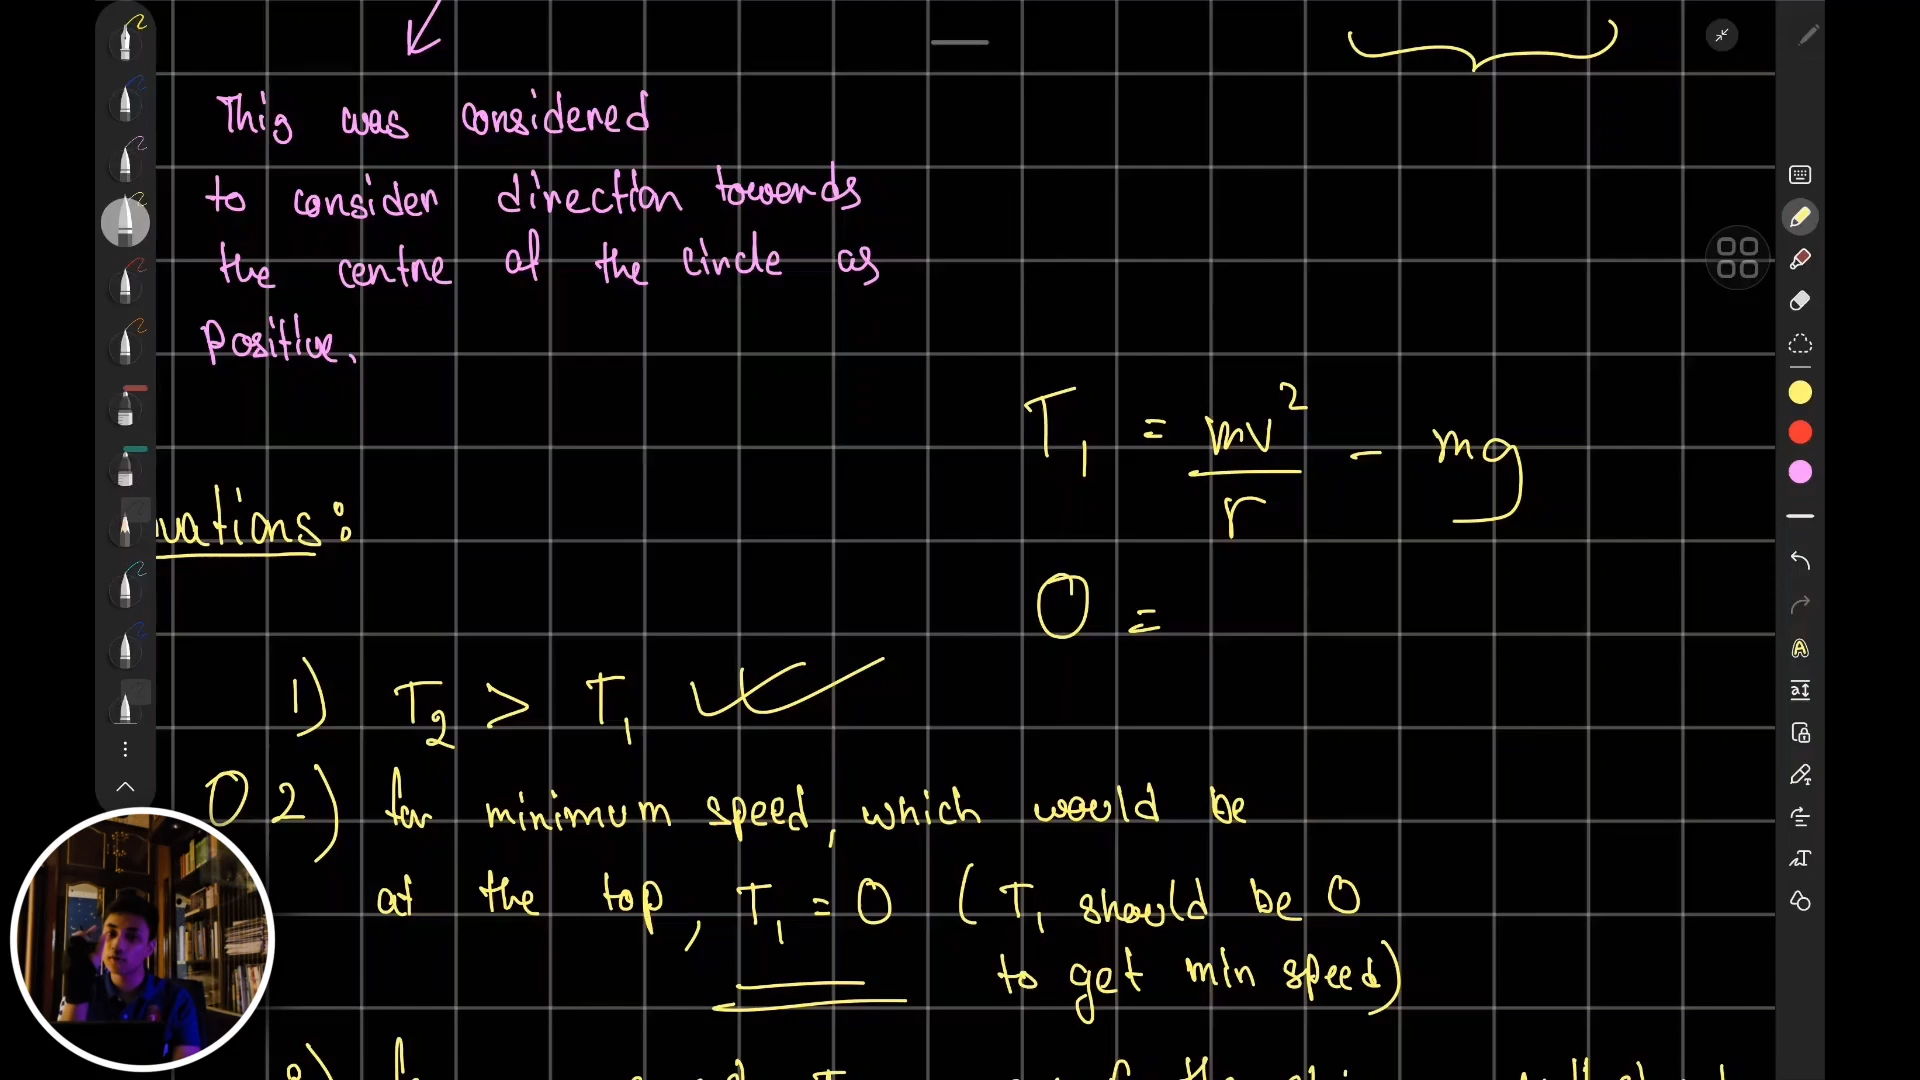 This was considered
to consider direction towards
the centre of the circle as
Positive.
T₁ = mv²/r - mg
0 =
vations:
1) T₂ > T₁
2) for minimum speed, which would be
at the top, T₁ = 0 (T₁ should be 0
to get min speed)